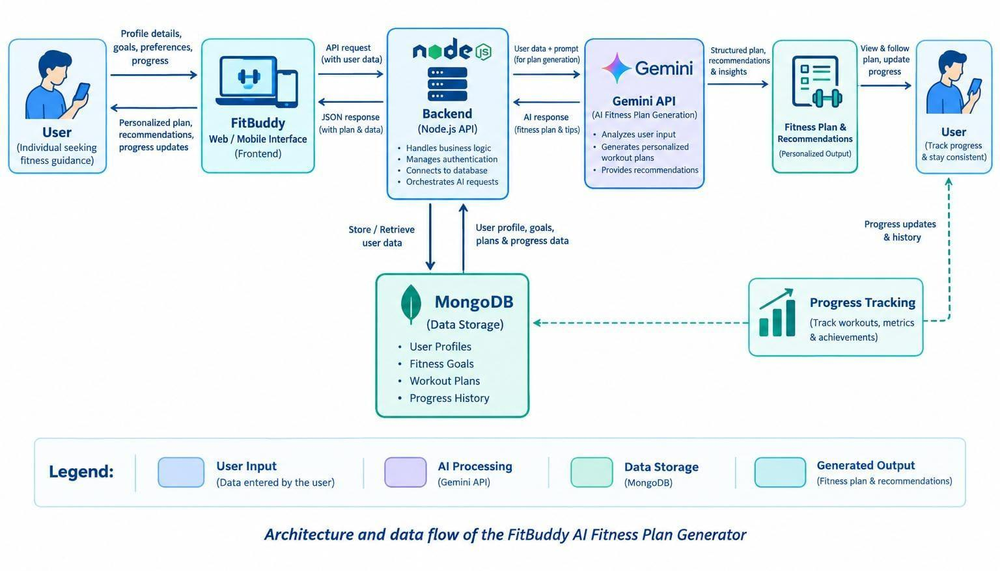 Profile details,
goals, preferences,
progress
Personalized plan,
recommendations,
progress updates
User
(Individual seeking
fitness guidance)
FitBuddy
Web / Mobile Interface
(Frontend)
API request
(with user data)
JSON response
(with plan & data)
node JS
Backend
(Node.js API)
• Handles business logic
• Manages authentication
• Connects to database
• Orchestrates AI requests
User data + prompt
(for plan generation)
AI response
(fitness plan & tips)
Gemini
Gemini API
(AI Fitness Plan Generation)
• Analyzes user input
• Generates personalized
workout plans
• Provides recommendations
Structured plan,
recommendations
& insights
Fitness Plan &
Recommendations
(Personalized Output)
View & follow
plan, update
progress
User
(Track progress
& stay consistent)
Store / Retrieve
user data
User profile, goals,
plans & progress data
Progress updates
& history
MongoDB
(Data Storage)
• User Profiles
• Fitness Goals
• Workout Plans
• Progress History
Progress Tracking
(Track workouts, metrics
& achievements)
Legend:
User Input
(Data entered by the user)
AI Processing
(Gemini API)
Data Storage
(MongoDB)
Generated Output
(Fitness plan & recommendations)
Architecture and data flow of the FitBuddy AI Fitness Plan Generator